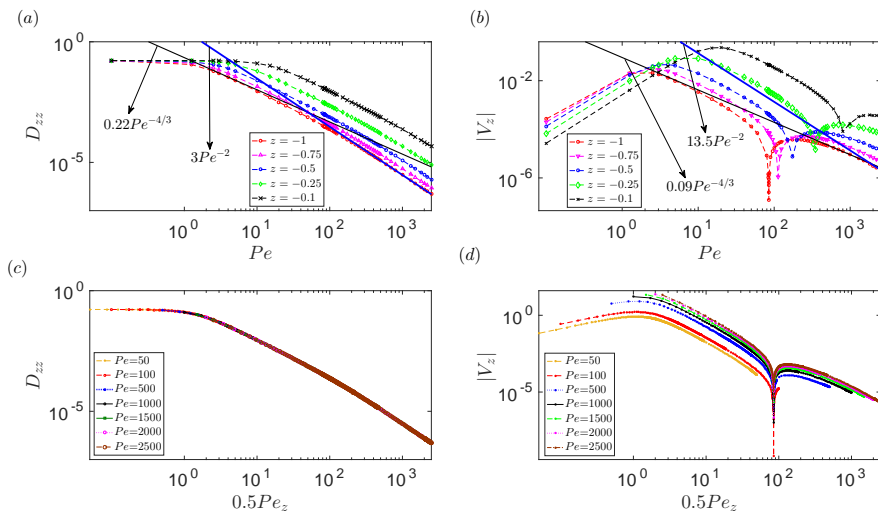 (a)
10^0
10^-5
D_zz
0.22Pe^-4/3
3Pe^-2
z = −1
z = −0.75
z = −0.5
z = −0.25
z = −0.1
10^0 10^1 10^2 10^3
Pe
(b)
10^-2
10^-6
|V_z|
13.5Pe^-2
0.09Pe^-4/3
z = −1
z = −0.75
z = −0.5
z = −0.25
z = −0.1
10^0 10^1 10^2 10^3
Pe
(c)
10^0
10^-5
D_zz
Pe=50
Pe=100
Pe=500
Pe=1000
Pe=1500
Pe=2000
Pe=2500
10^0 10^1 10^2 10^3
0.5Pe_z
(d)
10^0
10^-5
|V_z|
Pe=50
Pe=100
Pe=500
Pe=1000
Pe=1500
Pe=2000
Pe=2500
10^0 10^1 10^2 10^3
0.5Pe_z